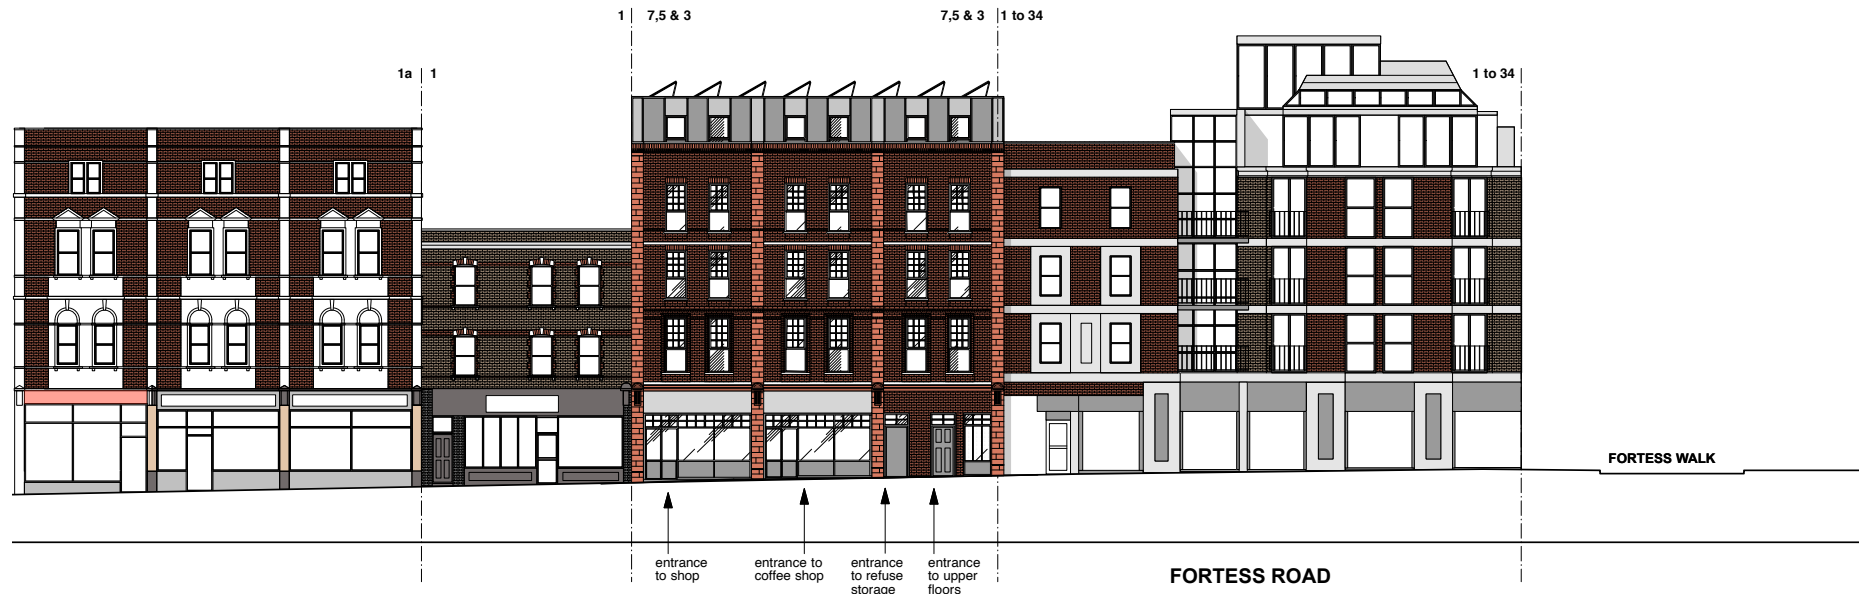 1 7,5 & 3
7,5 & 3 1 to 34
1a 1
1 to 34
FORTESS WALK
entrance
to shop
entrance to
coffee shop
entrance
to refuse
storage
entrance
to upper
floors
FORTESS ROAD